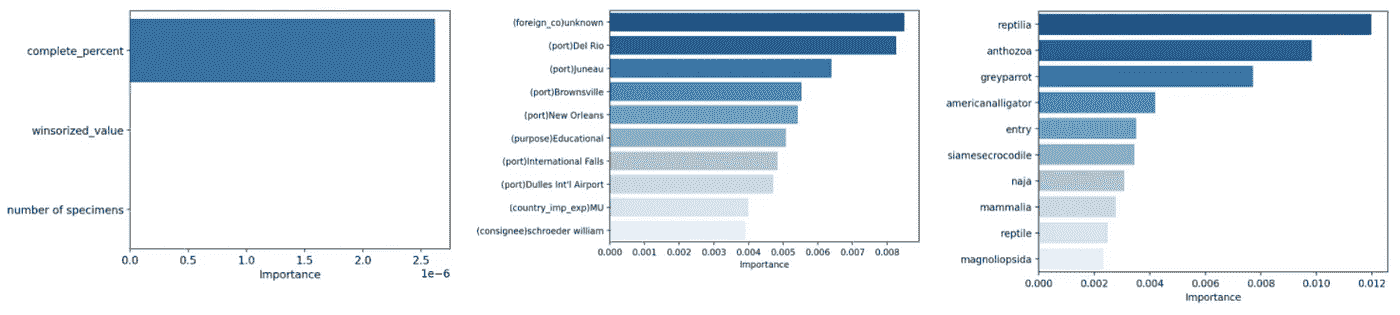 complete_percent
winsorized_value
number of specimens
0.0 0.5 1.0 1.5 2.0 2.5
1e−6
Importance
(foreign_co)unknown
(port)Del Rio
(port)Juneau
(port)Brownsville
(port)New Orleans
(purpose)Educational
(port)International Falls
(port)Dulles Int'l Airport
(country_imp_exp)MU
(consignee)schroeder william
0.000 0.001 0.002 0.003 0.004 0.005 0.006 0.007 0.008
Importance
reptilia
anthozoa
greyparrot
americanalligator
entry
siamesecrocodile
naja
mammalia
reptile
magnoliopsida
0.000 0.002 0.004 0.006 0.008 0.010 0.012
Importance